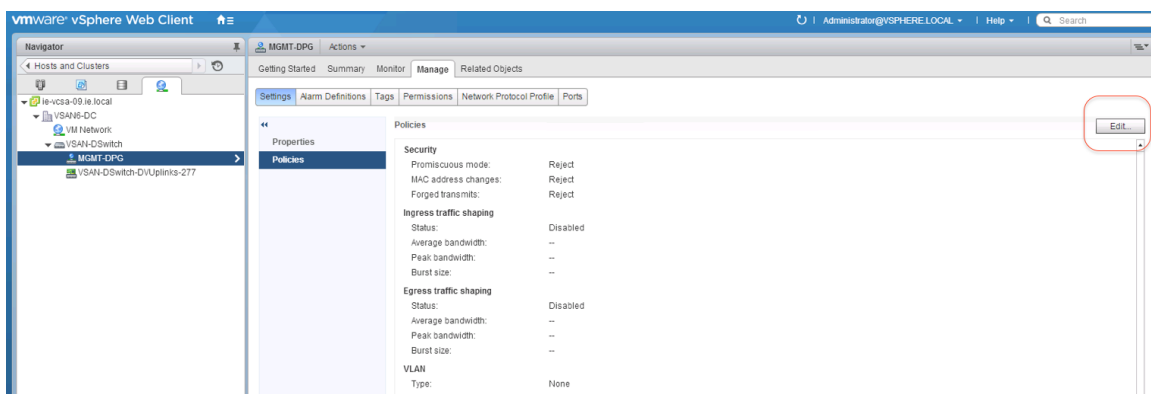 vmware® vSphere Web Client
Administrator@VSPHERE.LOCAL | Help | Search
Navigator
Hosts and Clusters
ie-vcsa-09.ie.local
VSAN6-DC
VM Network
VSAN-DSwitch
MGMT-DPG
VSAN-DSwitch-DVUplinks-277
MGMT-DPG Actions
Getting Started Summary Monitor Manage Related Objects
Settings Alarm Definitions Tags Permissions Network Protocol Profile Ports
Properties
Policies
Policies Edit...
Security
Promiscuous mode: Reject
MAC address changes: Reject
Forged transmits: Reject
Ingress traffic shaping
Status: Disabled
Average bandwidth: --
Peak bandwidth: --
Burst size: --
Egress traffic shaping
Status: Disabled
Average bandwidth: --
Peak bandwidth: --
Burst size: --
VLAN
Type: None